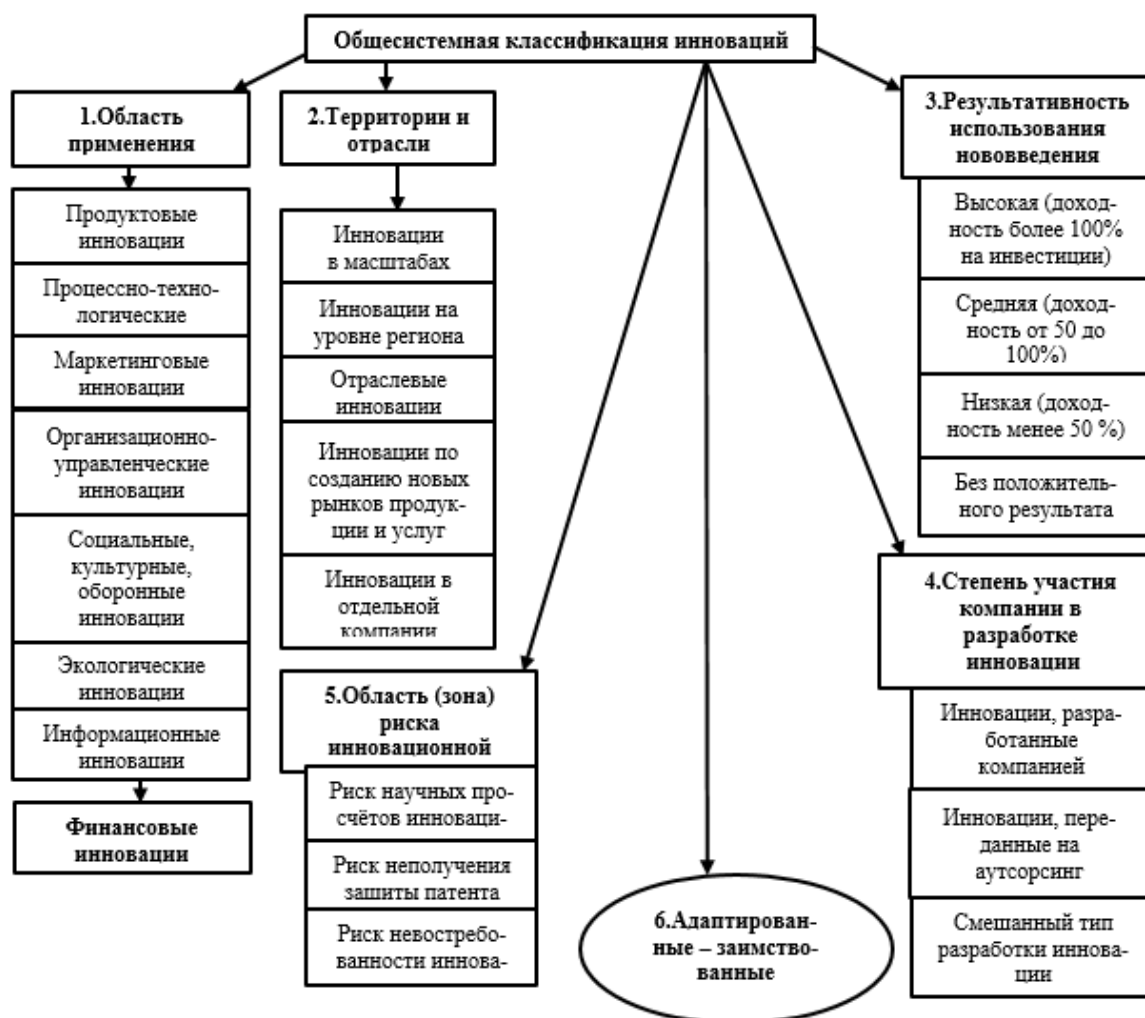 Общесистемная классификация инноваций
1.Область
применения
Продуктовые
инновации
Процессно-техно-
логические
Маркетинговые
инновации
Организационно-
управленческие
инновации
Социальные,
культурные,
оборонные
инновации
Экологические
инновации
Информационные
инновации
Финансовые
инновации
2.Территории и
отрасли
Инновации
в масштабах
Инновации на
уровне региона
Отраслевые
инновации
Инновации по
созданию новых
рынков продук-
ции и услуг
Инновации в
отдельной
компании
3.Результативность
использования
нововведения
Высокая (доход-
ность более 100%
на инвестиции)
Средняя (доход-
ность от 50 до
100%)
Низкая (доход-
ность менее 50 %)
Без положитель-
ного результата
4.Степень участия
компании в
разработке
инновации
Инновации, разра-
ботанные
компанией
Инновации, пере-
данные на
аутсорсинг
Смешанный тип
разработки иннова-
ции
5.Область (зона)
риска
инновационной
Риск научных про-
счётов инноваци-
Риск неполучения
защиты патента
Риск невостребо-
ванности иннова-
6.Адаптирован-
ные – заимство-
ванные